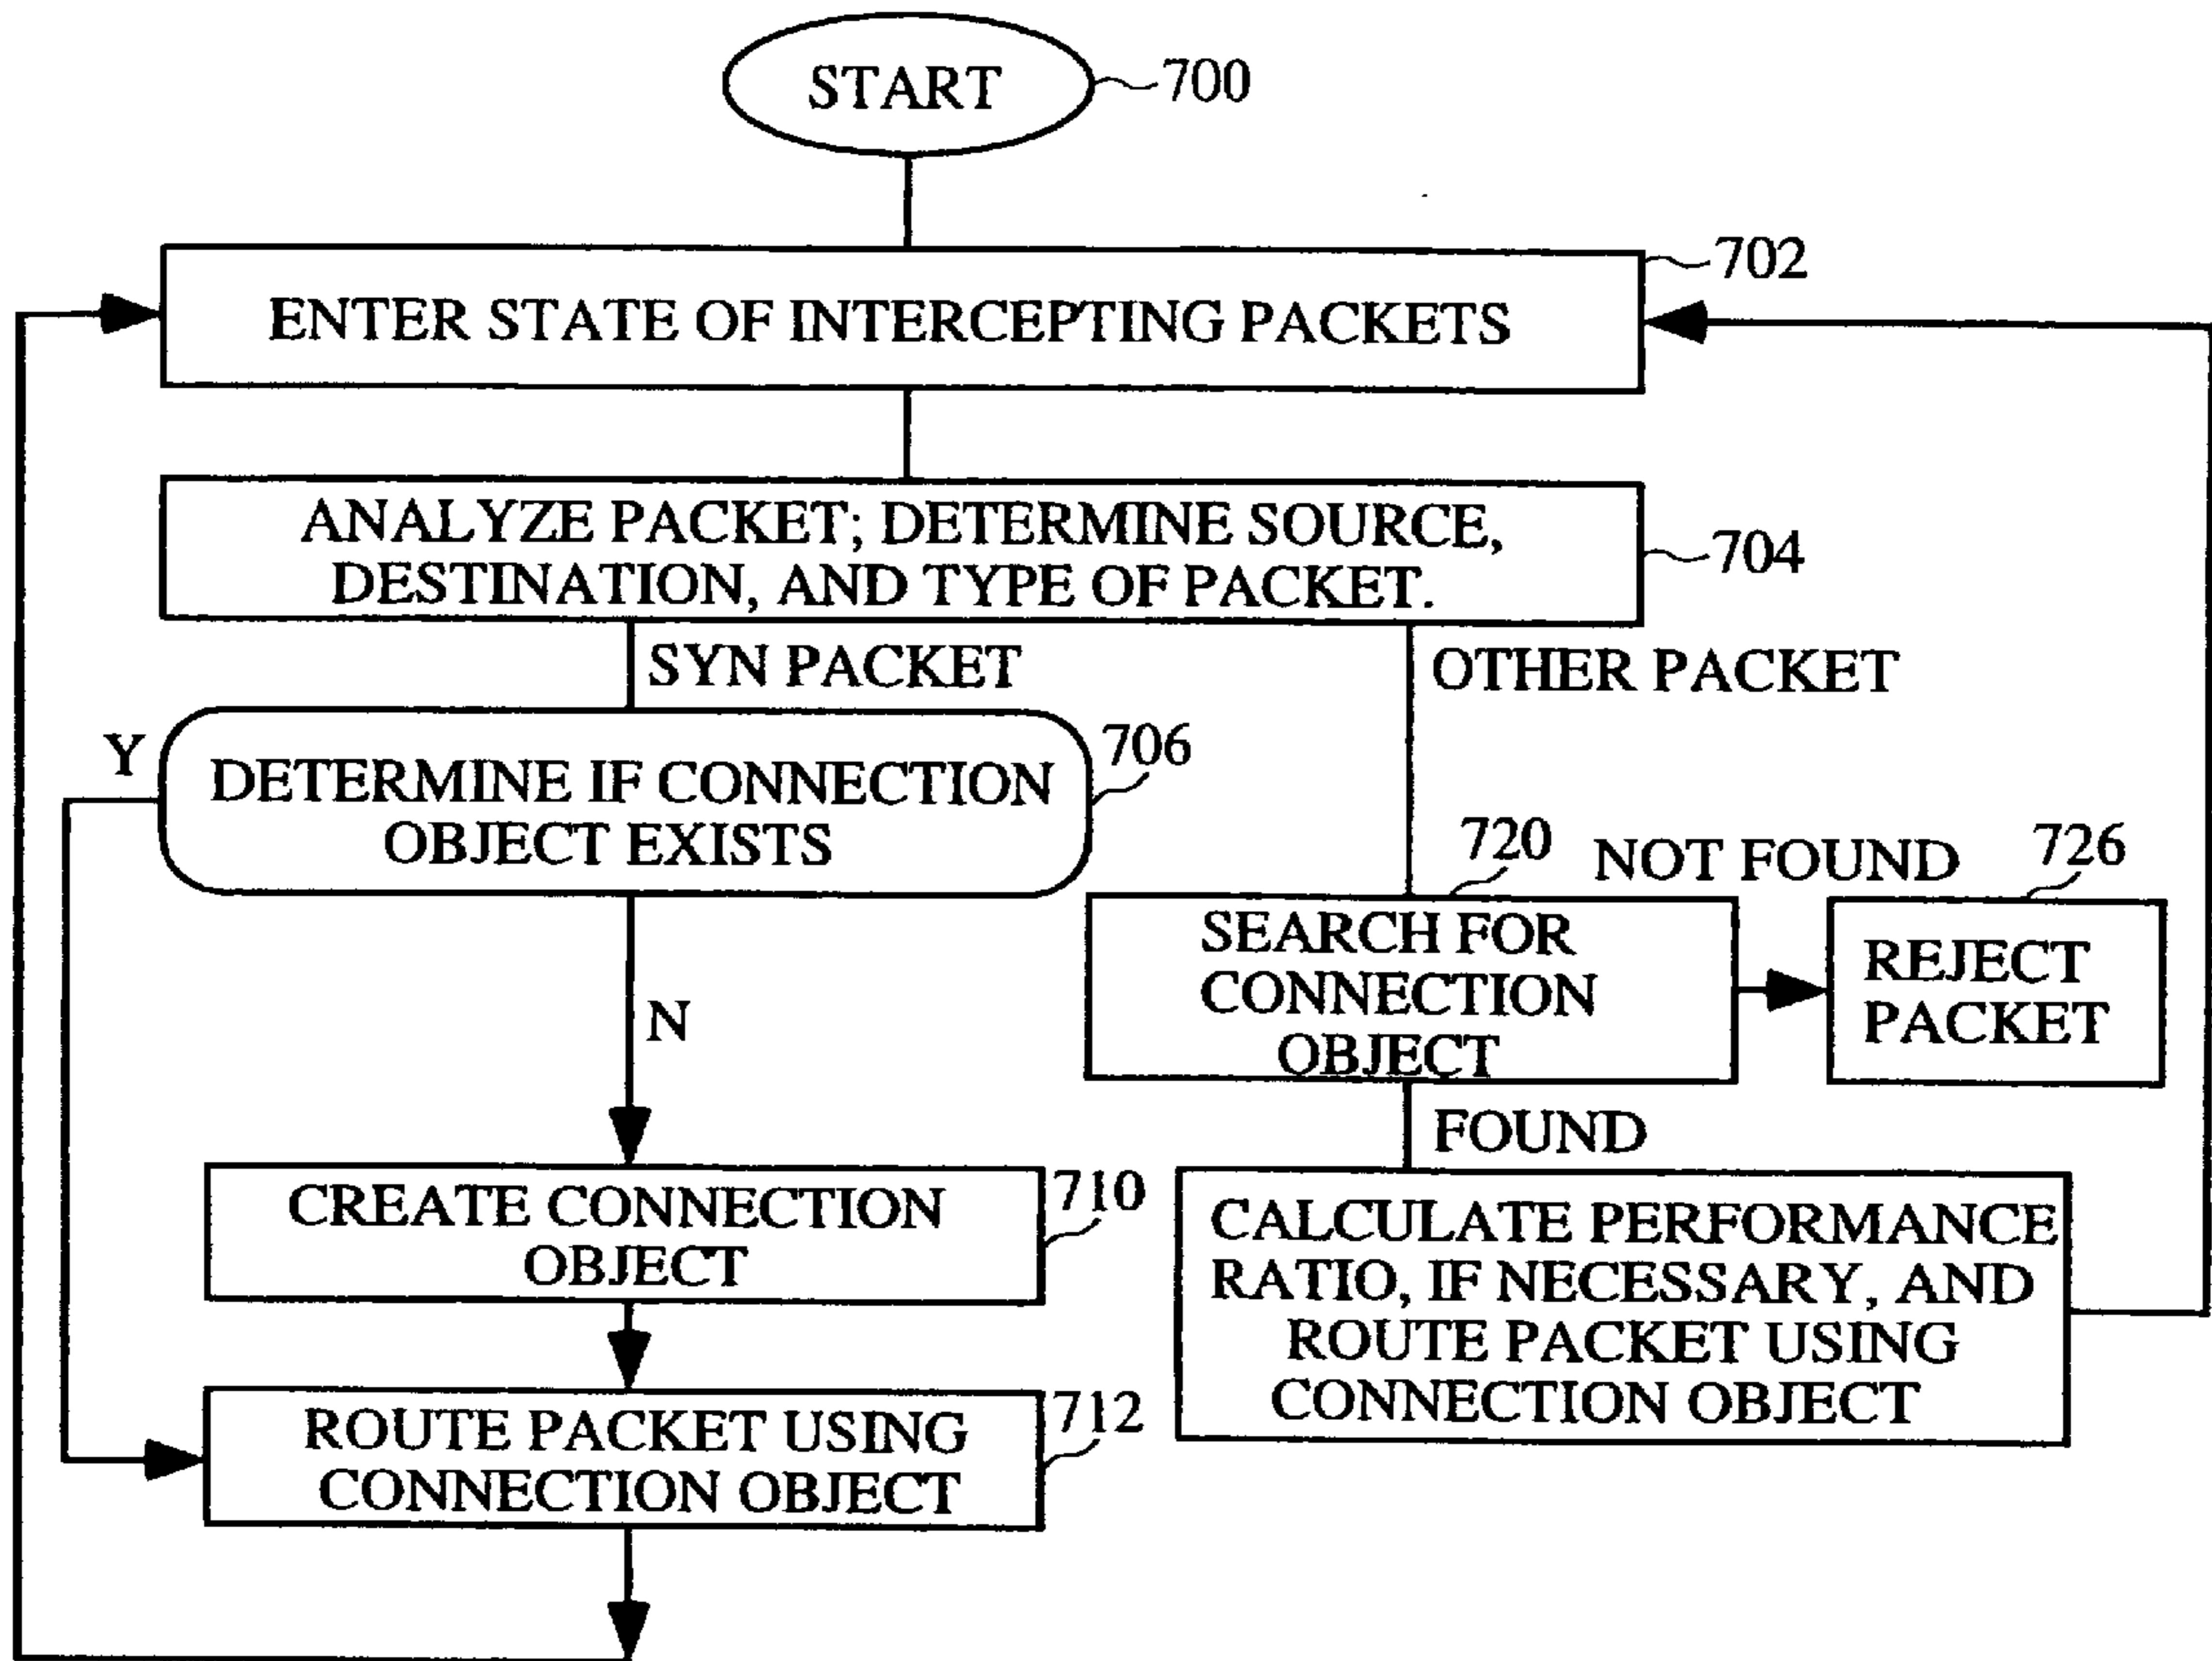 START
700
702
ENTER STATE OF INTERCEPTING PACKETS
ANALYZE PACKET; DETERMINE SOURCE,
DESTINATION, AND TYPE OF PACKET.
704
SYN PACKET
OTHER PACKET
Y
706
DETERMINE IF CONNECTION
OBJECT EXISTS
720
NOT FOUND
726
SEARCH FOR
CONNECTION
OBJECT
REJECT
PACKET
N
FOUND
710
CREATE CONNECTION
OBJECT
CALCULATE PERFORMANCE
RATIO, IF NECESSARY, AND
ROUTE PACKET USING
CONNECTION OBJECT
712
ROUTE PACKET USING
CONNECTION OBJECT